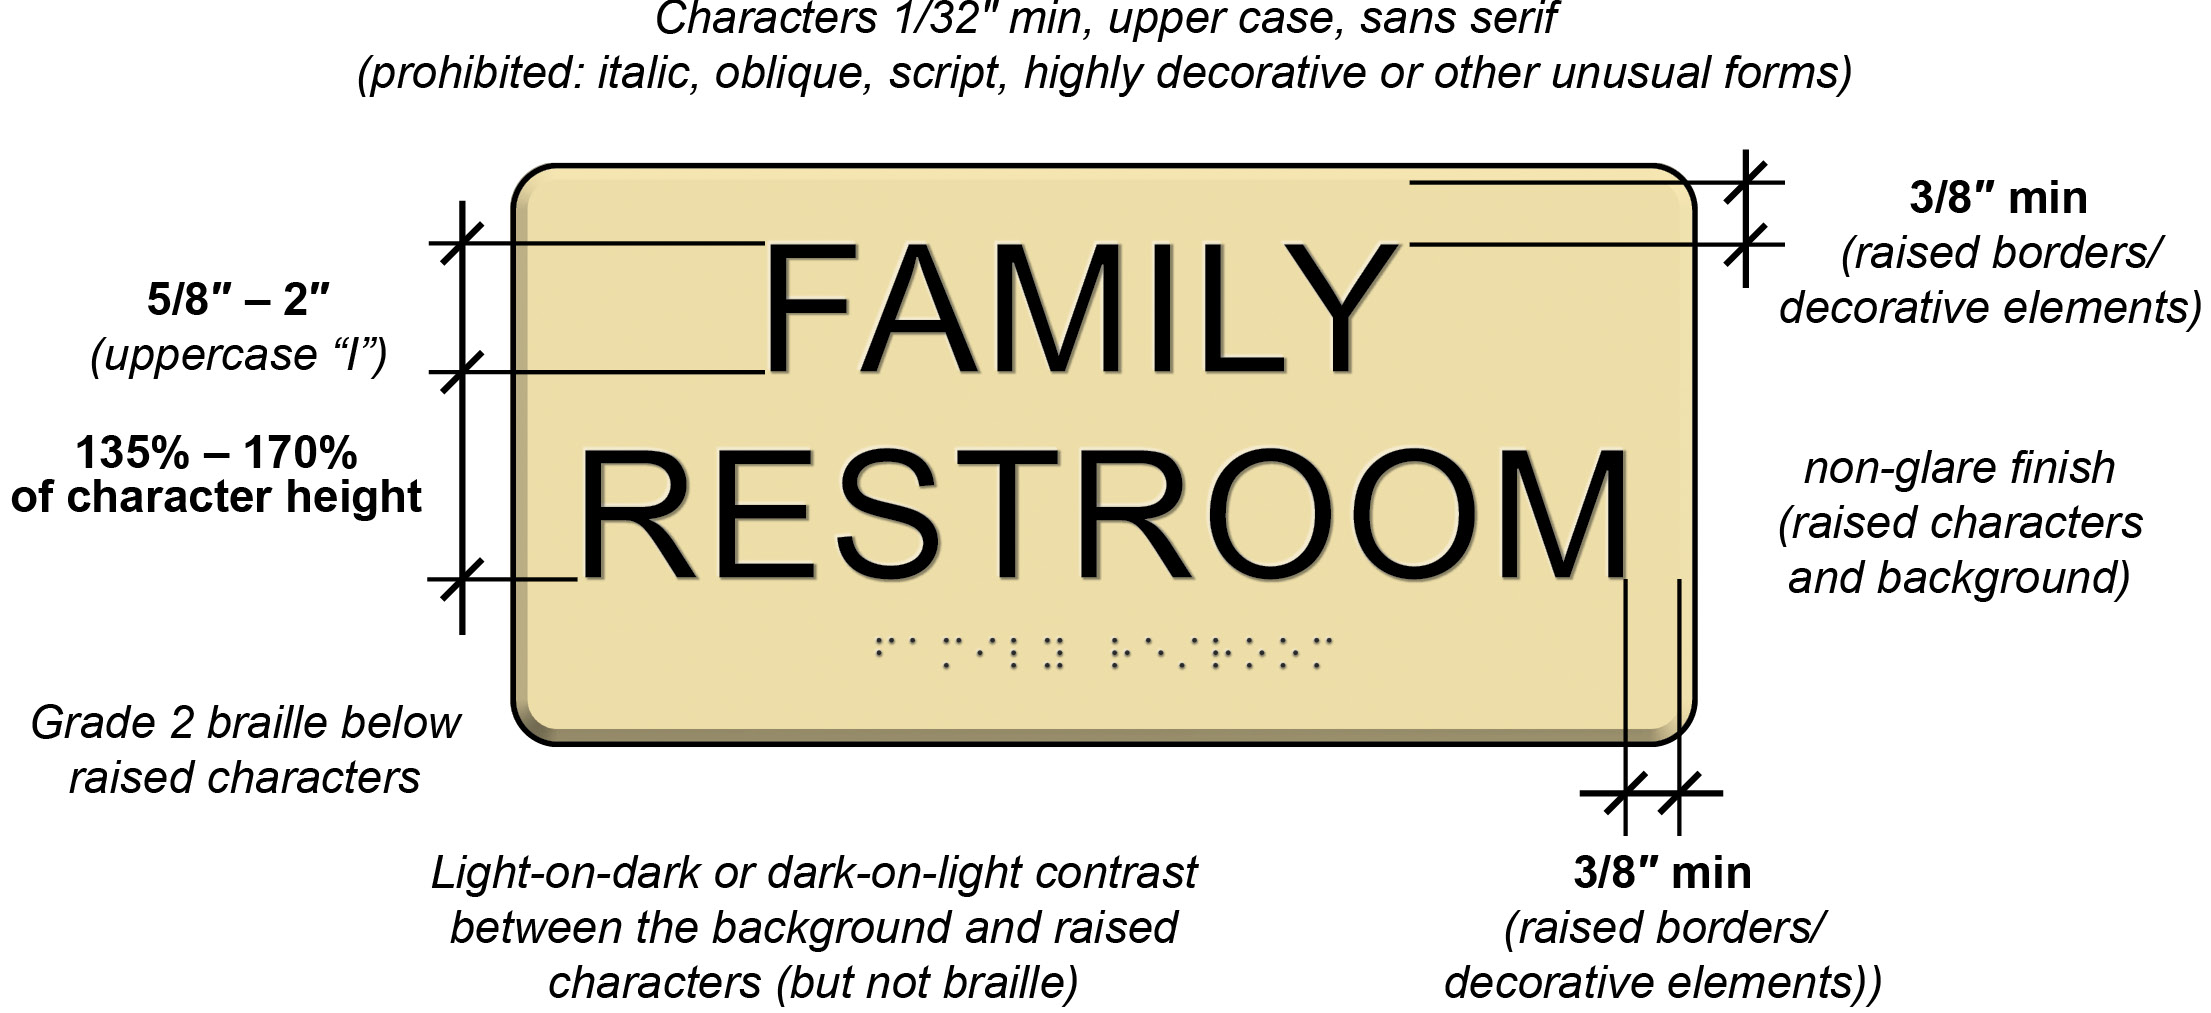 Characters 1/32″ min, upper case, sans serif
(prohibited: italic, oblique, script, highly decorative or other unusual forms)
5/8″ – 2″
(uppercase “I”)
135% – 170%
of character height
FAMILY
RESTROOM
⠋⠁⠍⠊⠇⠽ ⠗⠑⠌⠗⠕⠕⠍
3/8″ min
(raised borders/
decorative elements)
non-glare finish
(raised characters
and background)
Grade 2 braille below
raised characters
Light-on-dark or dark-on-light contrast
between the background and raised
characters (but not braille)
3/8″ min
(raised borders/
decorative elements))